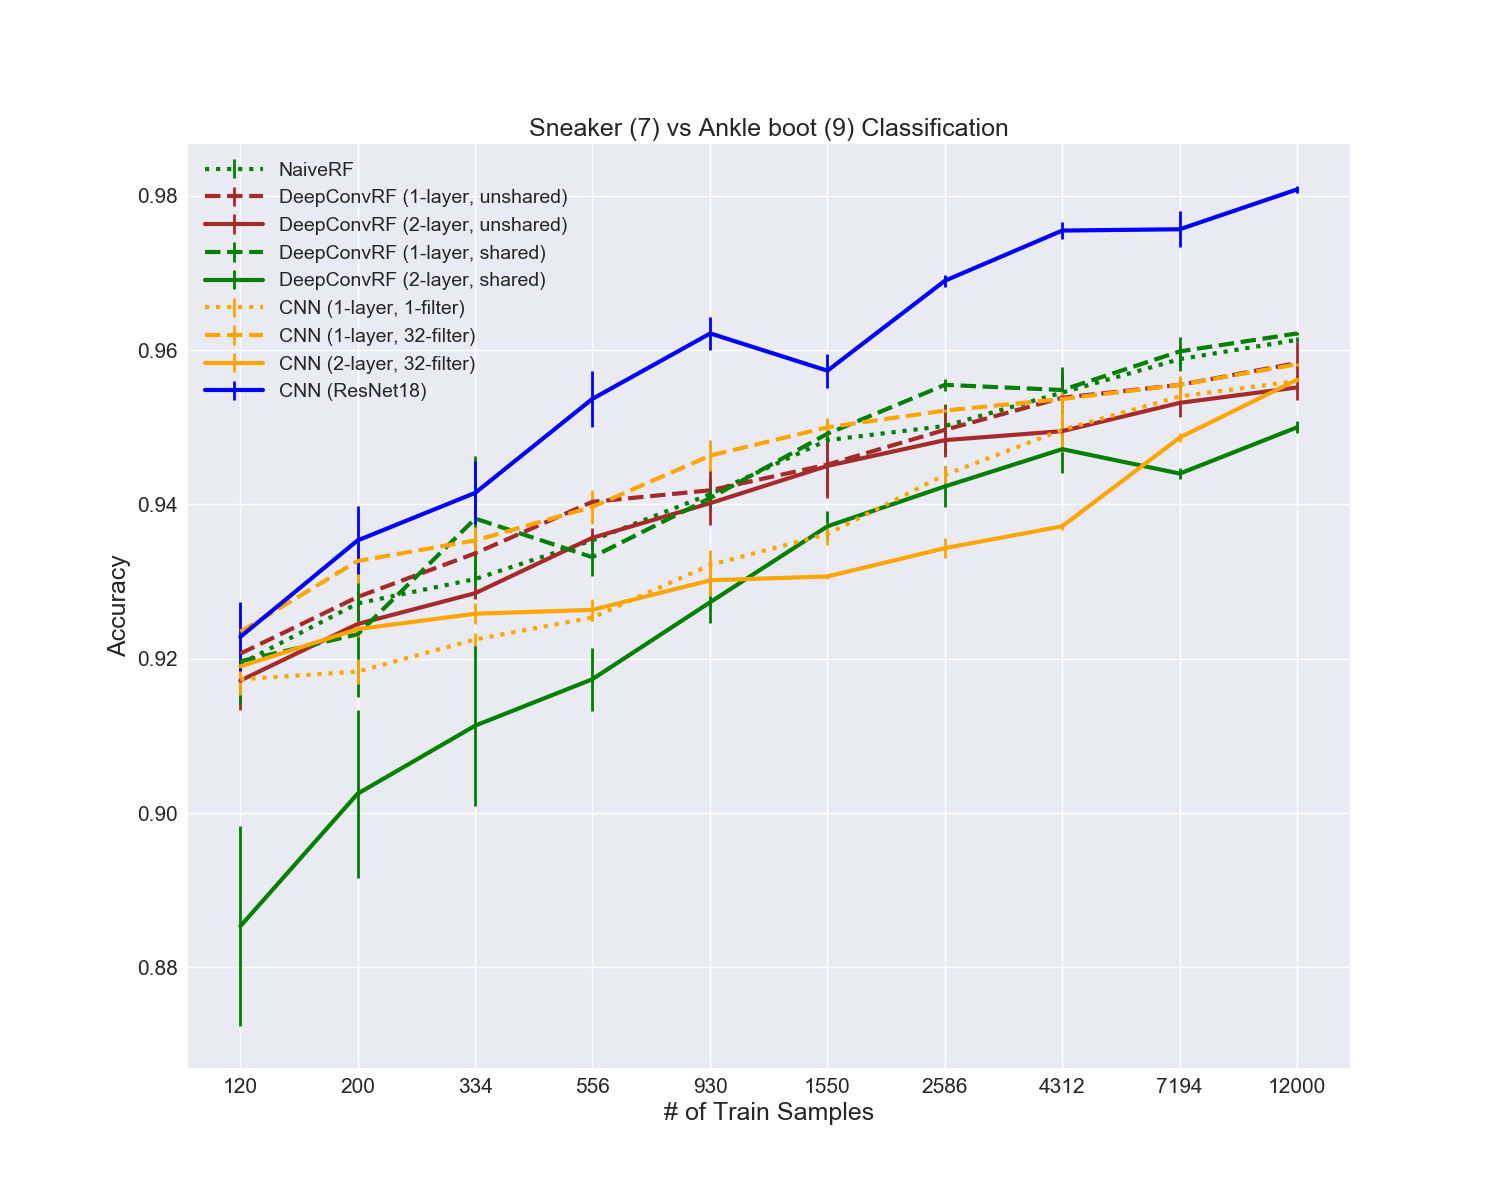 Sneaker (7) vs Ankle boot (9) Classification
NaiveRF
DeepConvRF (1-layer, unshared)
DeepConvRF (2-layer, unshared)
DeepConvRF (1-layer, shared)
DeepConvRF (2-layer, shared)
CNN (1-layer, 1-filter)
CNN (1-layer, 32-filter)
CNN (2-layer, 32-filter)
CNN (ResNet18)
0.98
0.96
0.94
0.92
0.90
0.88
Accuracy
120 200 334 556 930 1550 2586 4312 7194 12000
# of Train Samples